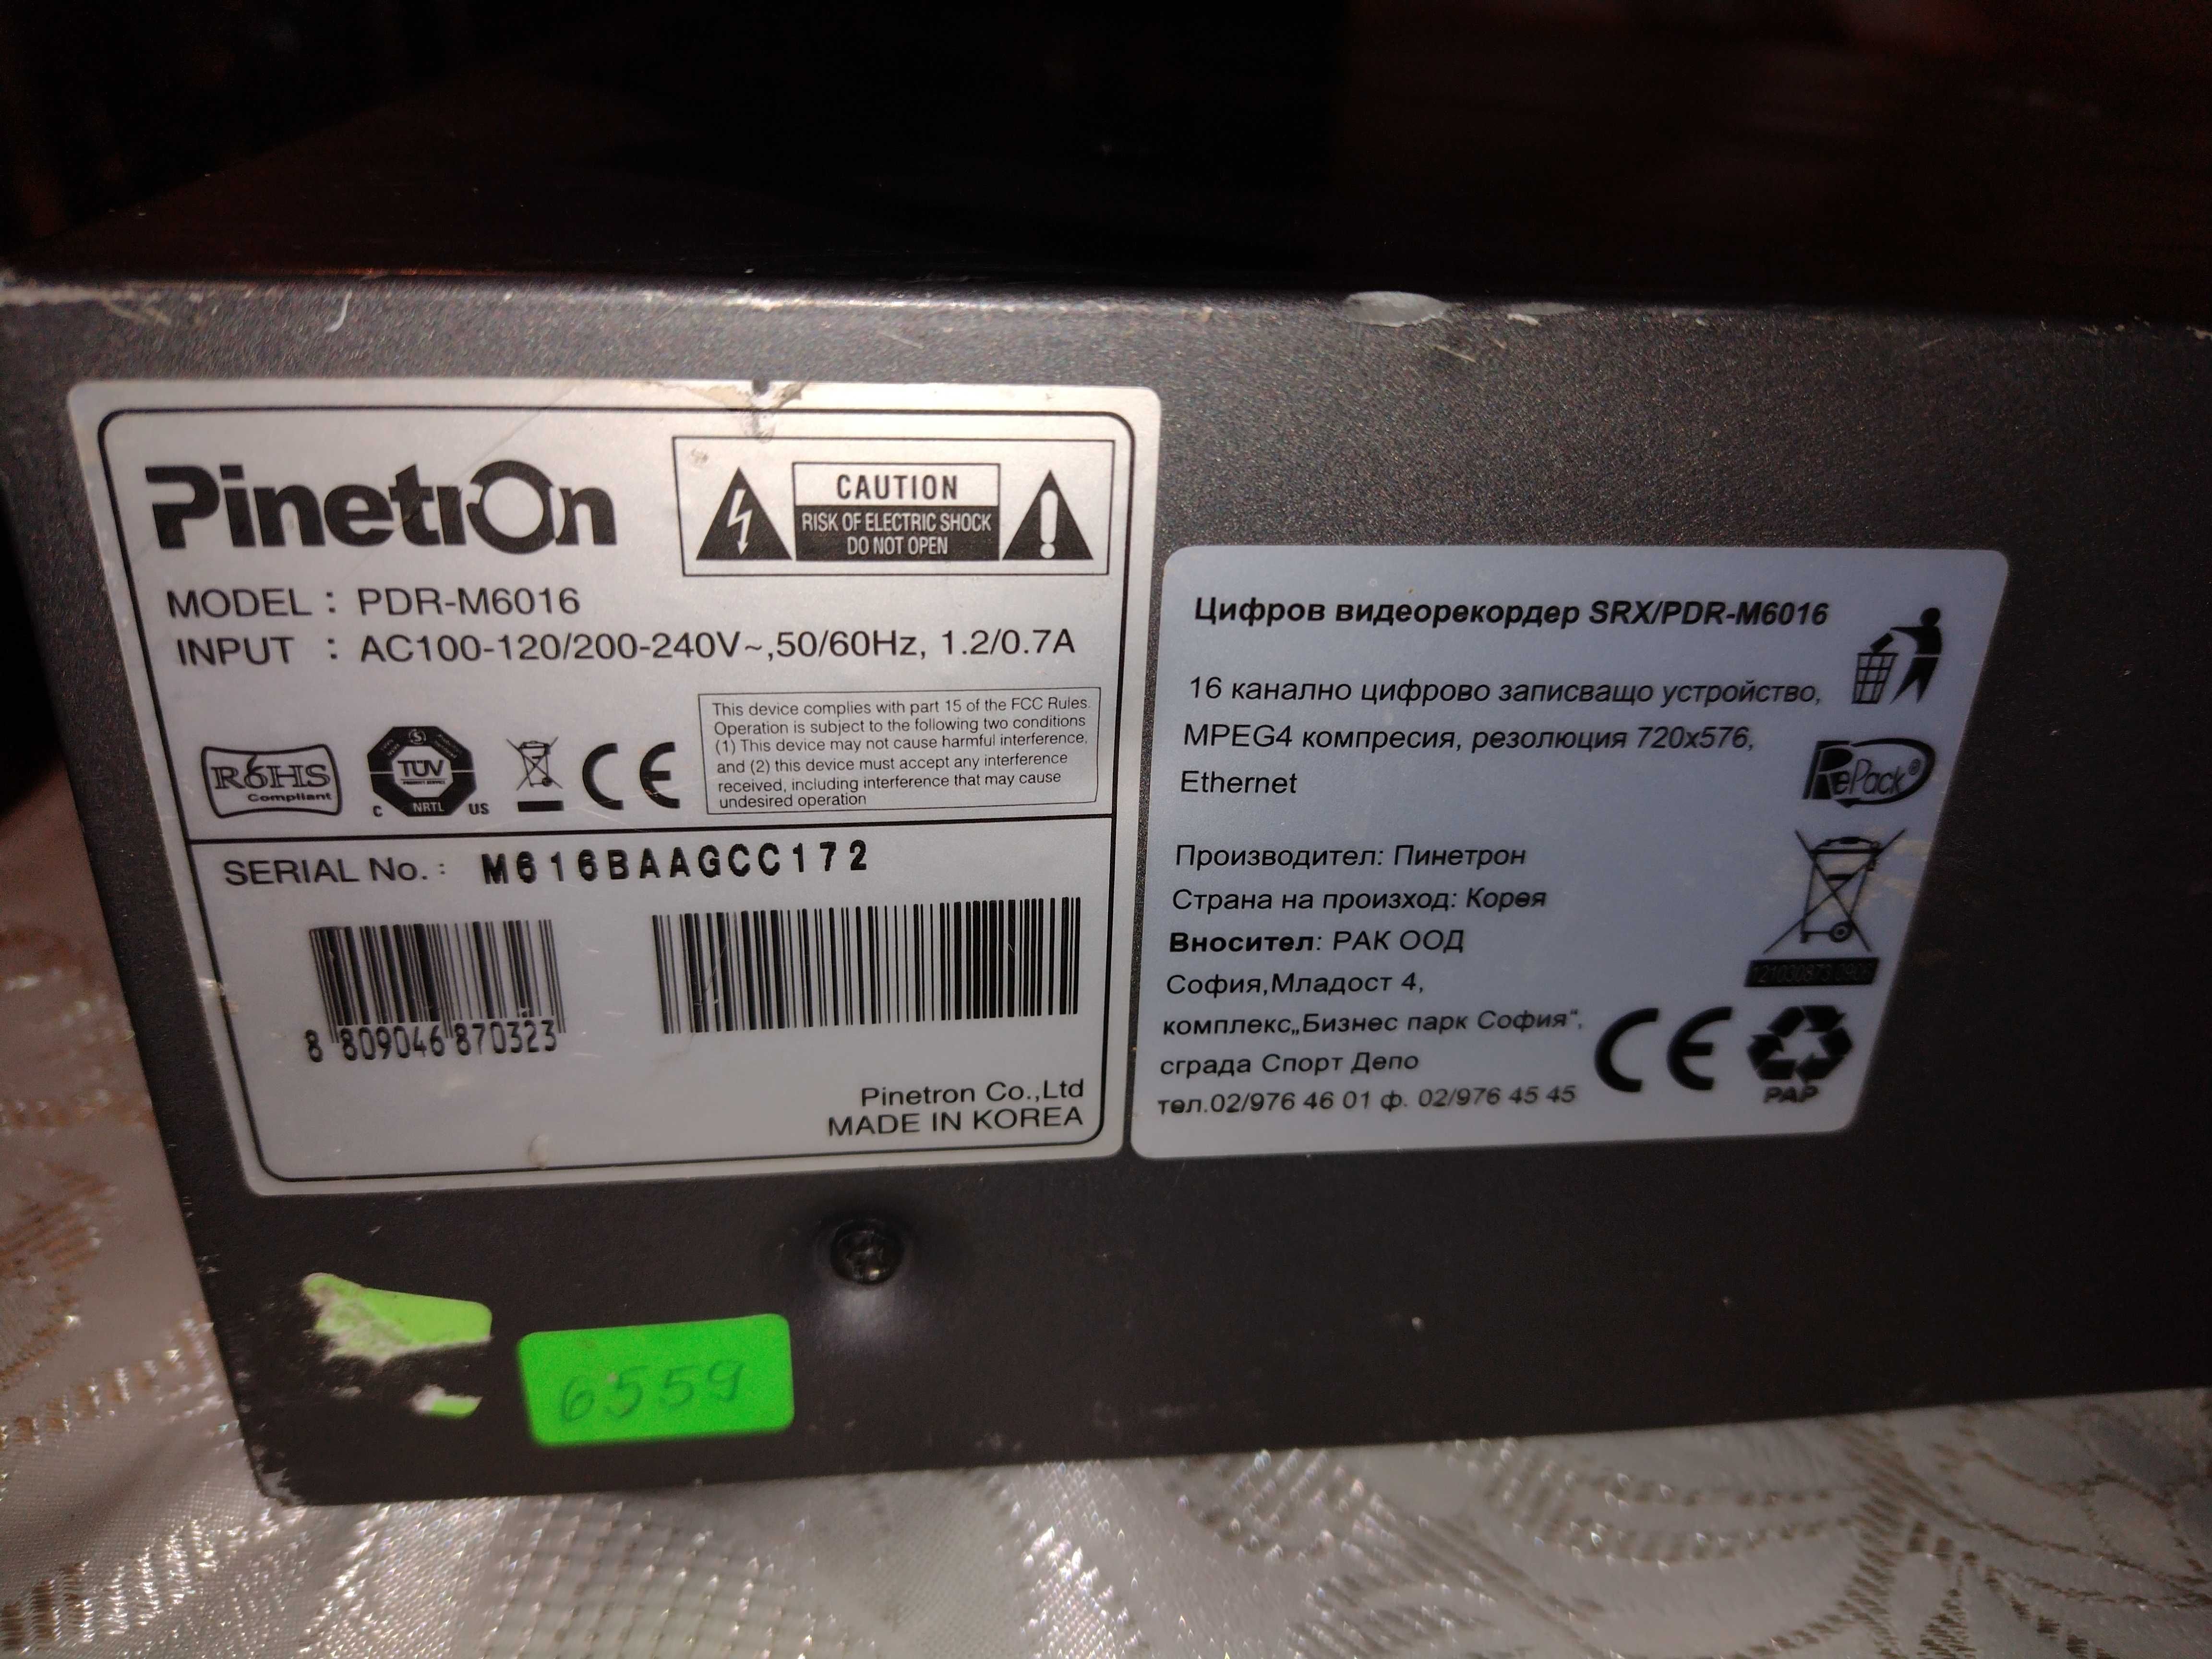 Pinetron
CAUTION
RISK OF ELECTRIC SHOCK
DO NOT OPEN
MODEL : PDR-M6016
INPUT : AC100-120/200-240V~,50/60Hz, 1.2/0.7A
RoHS
Compliant
TÜV
C NRTL US
CE
This device complies with part 15 of the FCC Rules.
Operation is subject to the following two conditions
(1) This device may not cause harmful interference,
and (2) this device must accept any interference
received, including interference that may cause
undesired operation
SERIAL No. : M616BAAGCC172
8 809046 870323
Pinetron Co.,Ltd
MADE IN KOREA
Цифров видеорекордер SRX/PDR-M6016
16 канално цифрово записващо устройство,
MPEG4 компресия, резолюция 720x576,
Ethernet
RePack®
Производител: Пинетрон
Страна на произход: Корея
Вносител: РАК ООД
София,Младост 4,
комплекс„Бизнес парк София“,
сграда Спорт Депо
тел.02/976 46 01 ф. 02/976 45 45
CE
PAP
6559